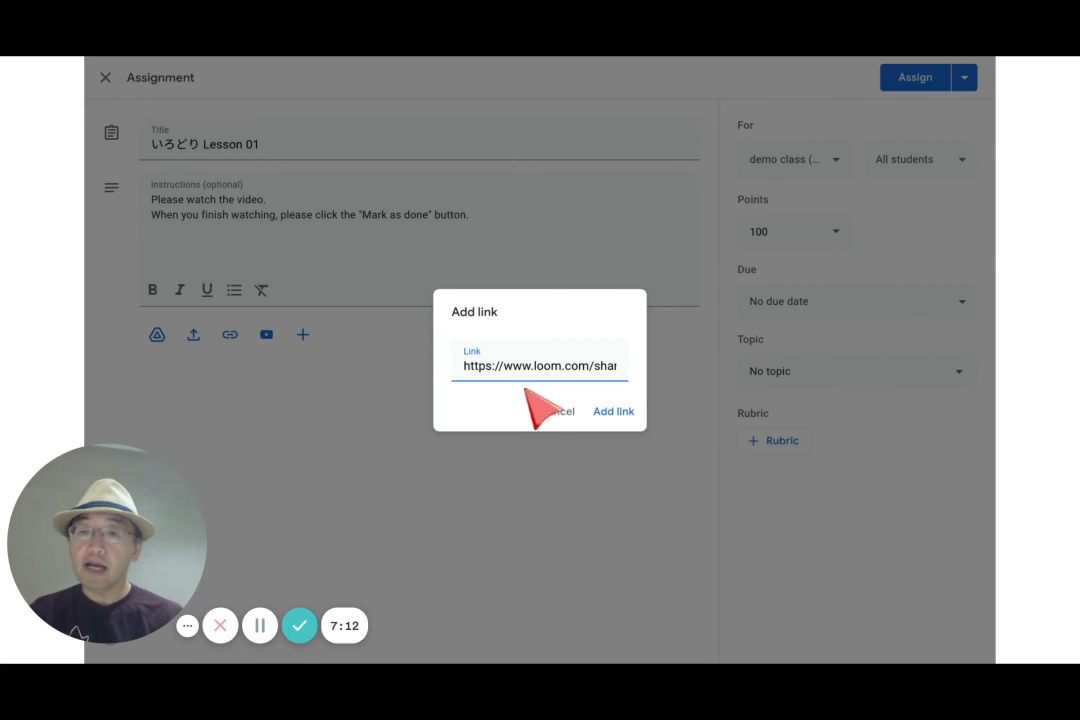 Assignment
Assign
Title
いろどり Lesson 01
Instructions (optional)
Please watch the video.
When you finish watching, please click the "Mark as done" button.
B I U
For
demo class (...
All students
Points
100
Due
No due date
Topic
No topic
Rubric
+ Rubric
Add link
Link
https://www.loom.com/shar
Add link
7:12